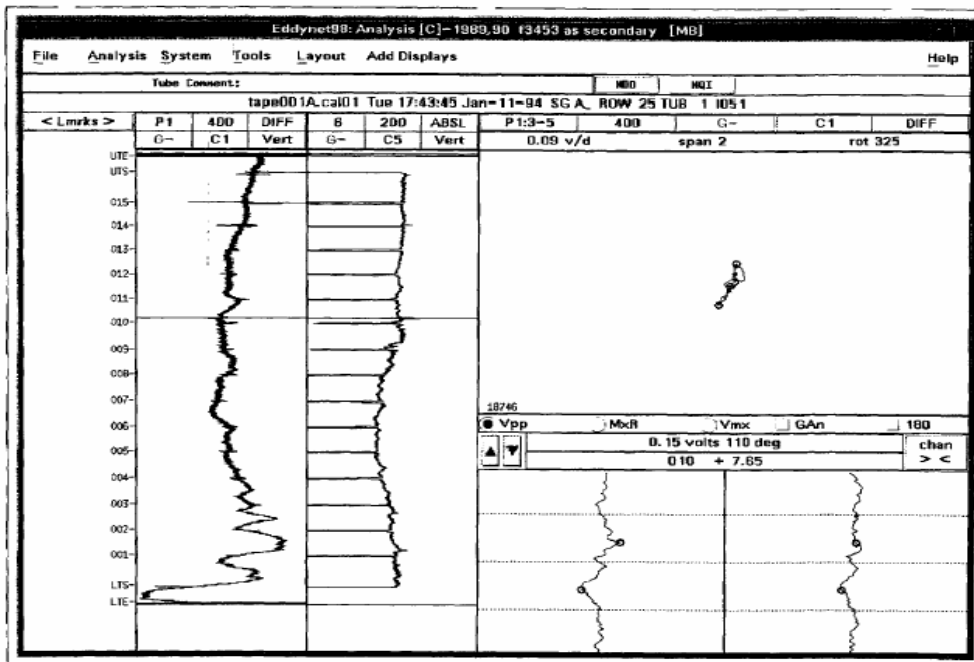 Eddynet98: Analysis [C]-1989,90 f3453 as secondary [MB]
File Analysis System Tools Layout Add Displays Help
Tube Comment: NDD NQI
tape001A.cal01 Tue 17:43:45 Jan-11-94 SG A_ ROW 25 TUB 1 I051
< Lmrks > P1 400 DIFF 6 200 ABSL P1:3-5 400 G- C1 DIFF
G- C1 Vert G- C5 Vert 0.09 v/d span 2 rot 325
UTE
UTS
015
014
013
012
011
010
009
008
007
006
005
004
003
002
001
LTS
LTE
18746
Vpp MxR Vmx GAn 180
0.15 volts 110 deg chan
010 + 7.65 > <